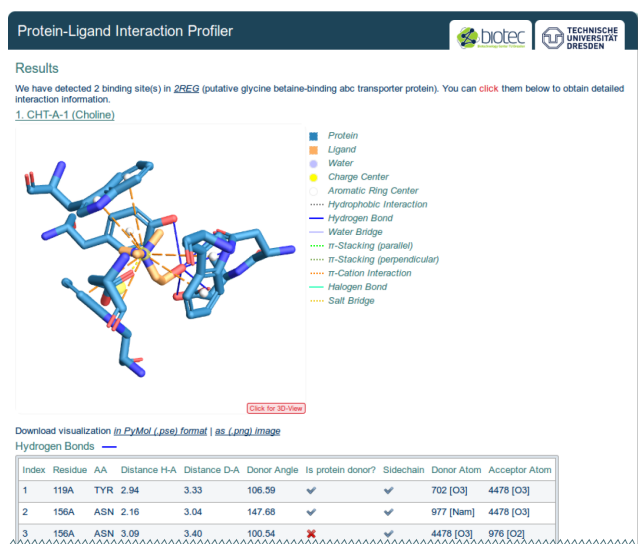 Protein-Ligand Interaction Profiler
biotec
TECHNISCHE
UNIVERSITÄT
DRESDEN
Results
We have detected 2 binding site(s) in 2REG (putative glycine betaine-binding abc transporter protein). You can click them below to obtain detailed
interaction information.
1. CHT-A-1 (Choline)
Protein
Ligand
Water
Charge Center
Aromatic Ring Center
Hydrophobic Interaction
Hydrogen Bond
Water Bridge
π-Stacking (parallel)
π-Stacking (perpendicular)
π-Cation Interaction
Halogen Bond
Salt Bridge
Click for 3D-View
Download visualization in PyMol (.pse) format | as (.png) image
Hydrogen Bonds
Index Residue AA Distance H-A Distance D-A Donor Angle Is protein donor? Sidechain Donor Atom Acceptor Atom
1 119A TYR 2.94 3.33 106.59 ✔ ✔ 702 [O3] 4478 [O3]
2 156A ASN 2.16 3.04 147.68 ✔ ✔ 977 [Nam] 4478 [O3]
3 156A ASN 3.09 3.40 100.54 ✖ ✔ 4478 [O3] 976 [O2]